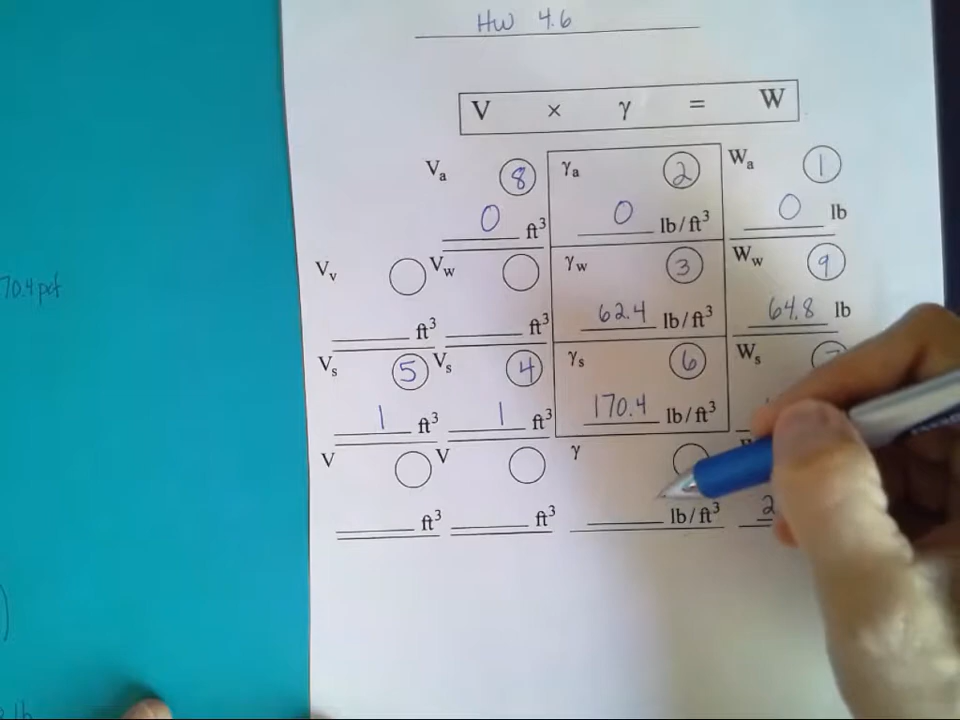 Hw 4.6
V × γ = W
Va 8 γa 2 Wa 1
0 ft³ 0 lb/ft³ 0 lb
Vv Vw γw 3 Ww 9
70.4 pcf
ft³ ft³ 62.4 lb/ft³ 64.8 lb
Vs 5 Vs 4 γs 6 Ws
1 ft³ 1 ft³ 170.4 lb/ft³
V V γ
ft³ ft³ lb/ft³ 2
lb